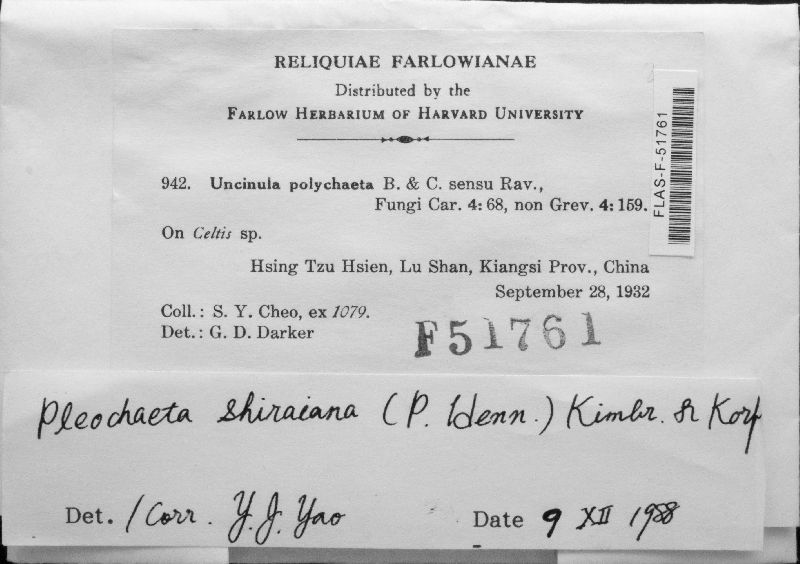 RELIQUIAE FARLOWIANAE
Distributed by the
FARLOW HERBARIUM OF HARVARD UNIVERSITY
942. Uncinula polychaeta B. & C. sensu Rav.,
Fungi Car. 4: 68, non Grev. 4: 159.
On Celtis sp.
Hsing Tzu Hsien, Lu Shan, Kiangsi Prov., China
September 28, 1932
Coll.: S. Y. Cheo, ex 1079.
Det.: G. D. Darker
F51761
FLAS-F-51761
Pleochaeta shiraiana (P. Henn.) Kimbr. & Korf
Det. / Corr. Y. J. Yao
Date 9 XII 1988